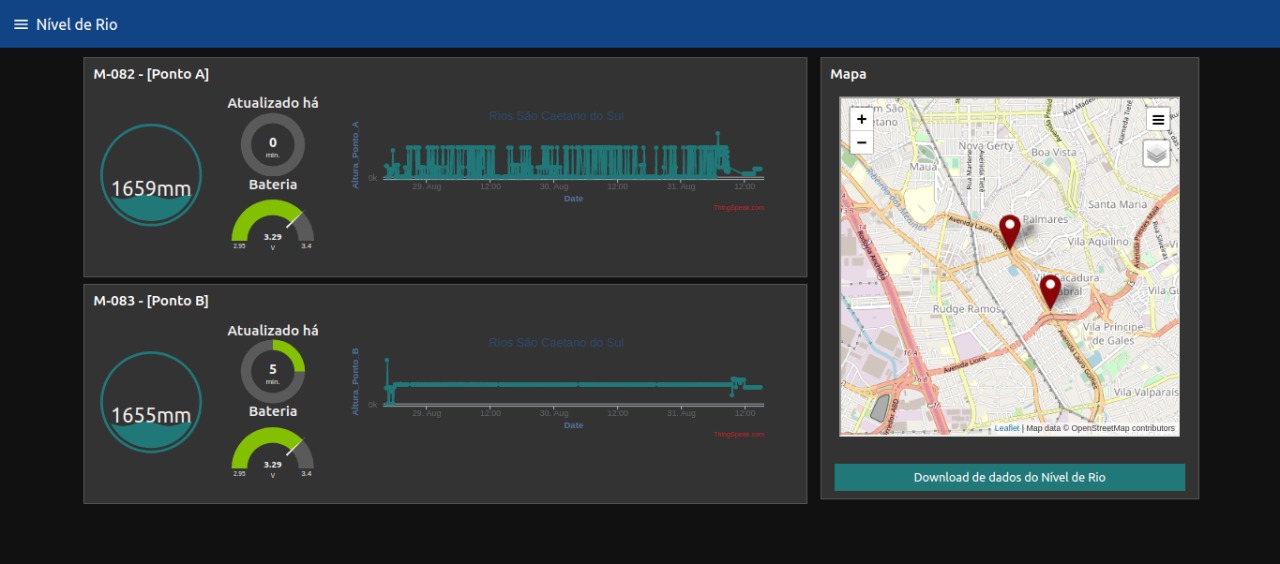 Nível de Rio
M-082 - [Ponto A]
1659mm
Atualizado há
0
min.
Bateria
3.29
V
2.95
3.4
Rios São Caetano do Sul
Altura_Ponto_A
0k
29. Aug
12:00
30. Aug
12:00
31. Aug
12:00
Date
ThingSpeak.com
M-083 - [Ponto B]
1655mm
Atualizado há
5
min.
Bateria
3.29
V
2.95
3.4
Rios São Caetano do Sul
Altura_Ponto_B
0k
29. Aug
12:00
30. Aug
12:00
31. Aug
12:00
Date
ThingSpeak.com
Mapa
+
−
Nova Gerty
Boa Vista
Mauá
Santa Maria
Palmares
Avenida Lauro Gomes
Vila Aquilino
Rodovia Anchieta
Rudge Ramos
Vila Príncipe
de Gales
Avenida Lions
Avenida Lauro Gomes
Vila Valparaís
Leaflet | Map data © OpenStreetMap contributors
Download de dados do Nível de Rio